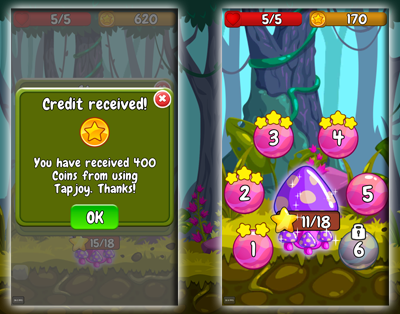 5/5
620
Credit received!
You have received 400
Coins from using
Tapjoy. Thanks!
OK
15/18
5/5
170
3
4
2
5
11/18
1
6